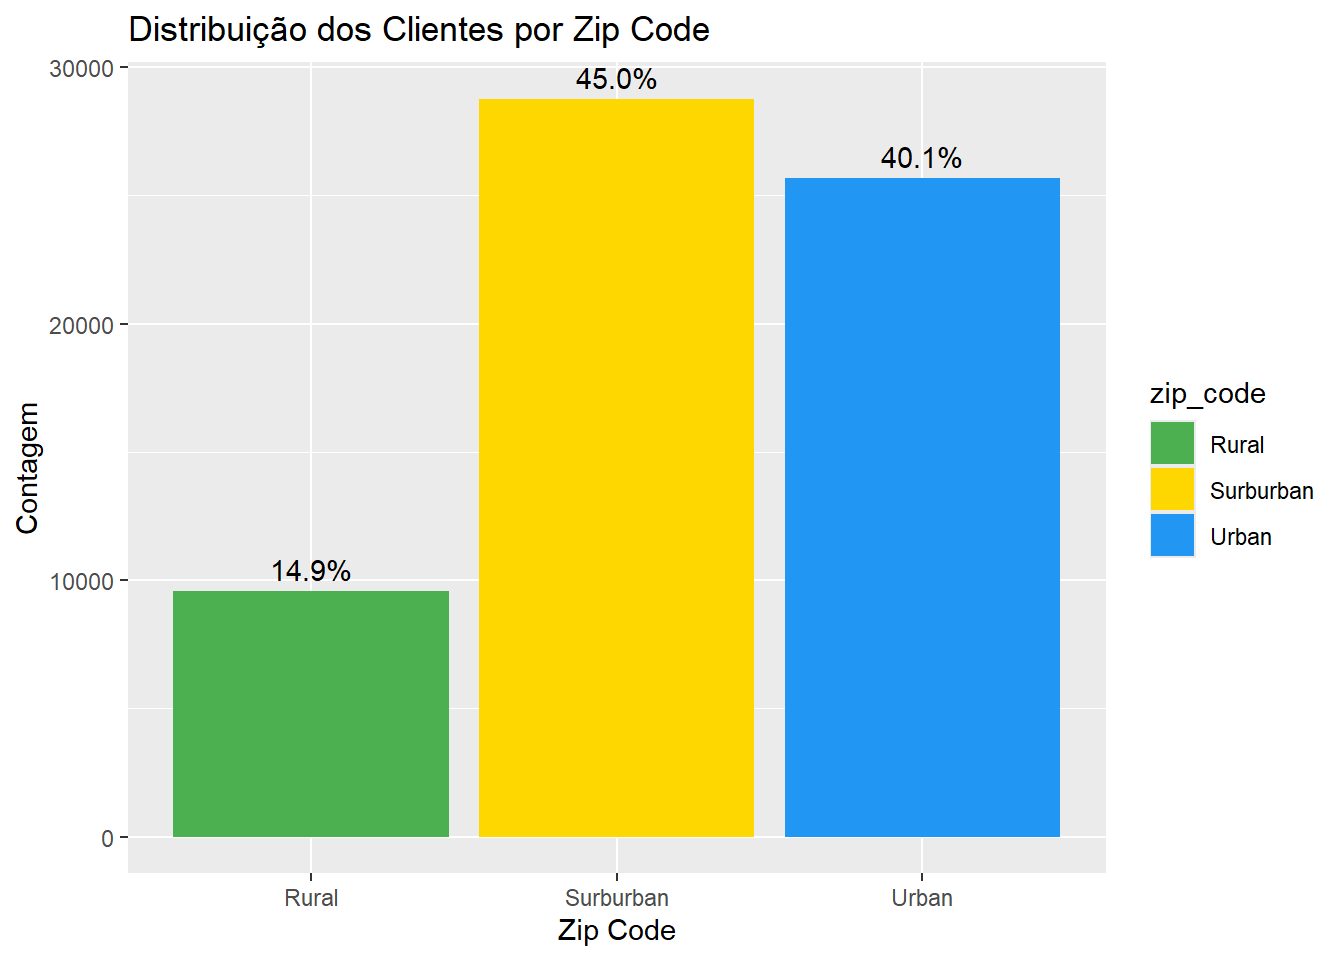 Distribuição dos Clientes por Zip Code
30000
20000
10000
0
Contagem
14.9%
45.0%
40.1%
Rural
Surburban
Urban
Zip Code
zip_code
Rural
Surburban
Urban